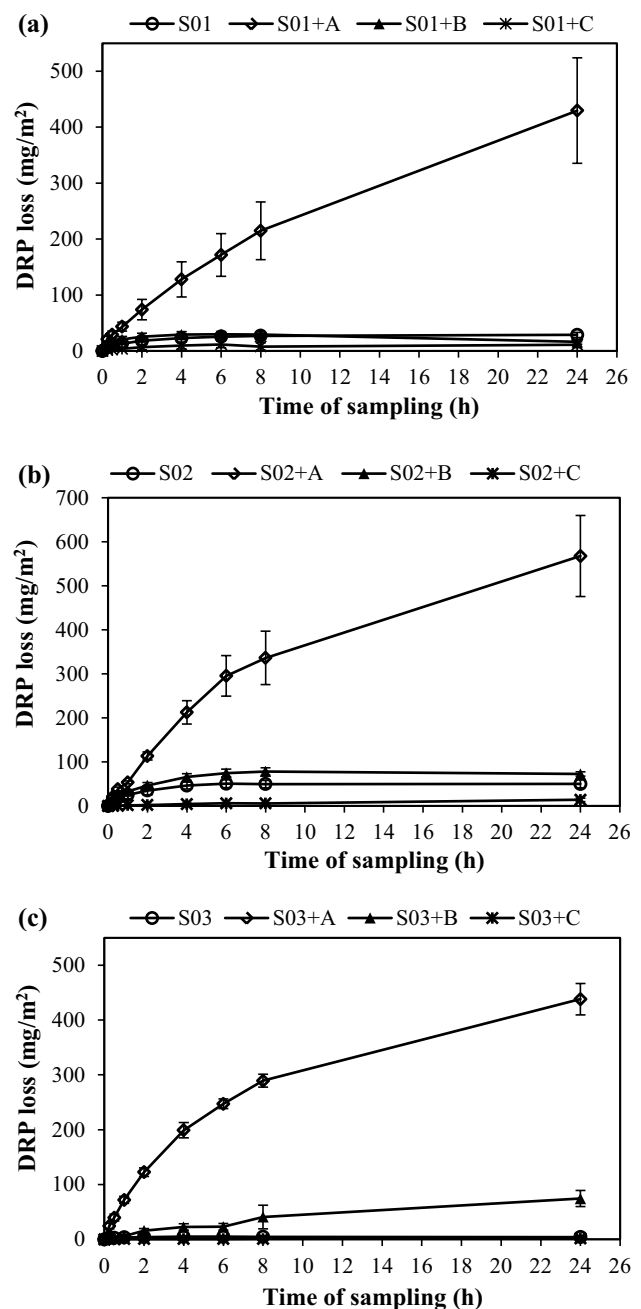 (a)
S01 S01+A S01+B S01+C
500
400
300
200
100
0
DRP loss (mg/m²)
0 2 4 6 8 10 12 14 16 18 20 22 24 26
Time of sampling (h)
(b)
S02 S02+A S02+B S02+C
700
600
500
400
300
200
100
0
DRP loss (mg/m²)
0 2 4 6 8 10 12 14 16 18 20 22 24 26
Time of sampling (h)
(c)
S03 S03+A S03+B S03+C
500
400
300
200
100
0
DRP loss (mg/m²)
0 2 4 6 8 10 12 14 16 18 20 22 24 26
Time of sampling (h)